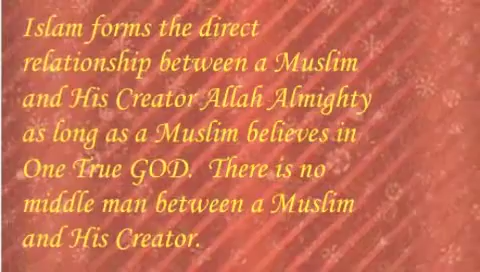 Islam forms the direct
relationship between a Muslim
and His Creator Allah Almighty
as long as a Muslim believes in
One True GOD.  There is no
middle man between a Muslim
and His Creator.